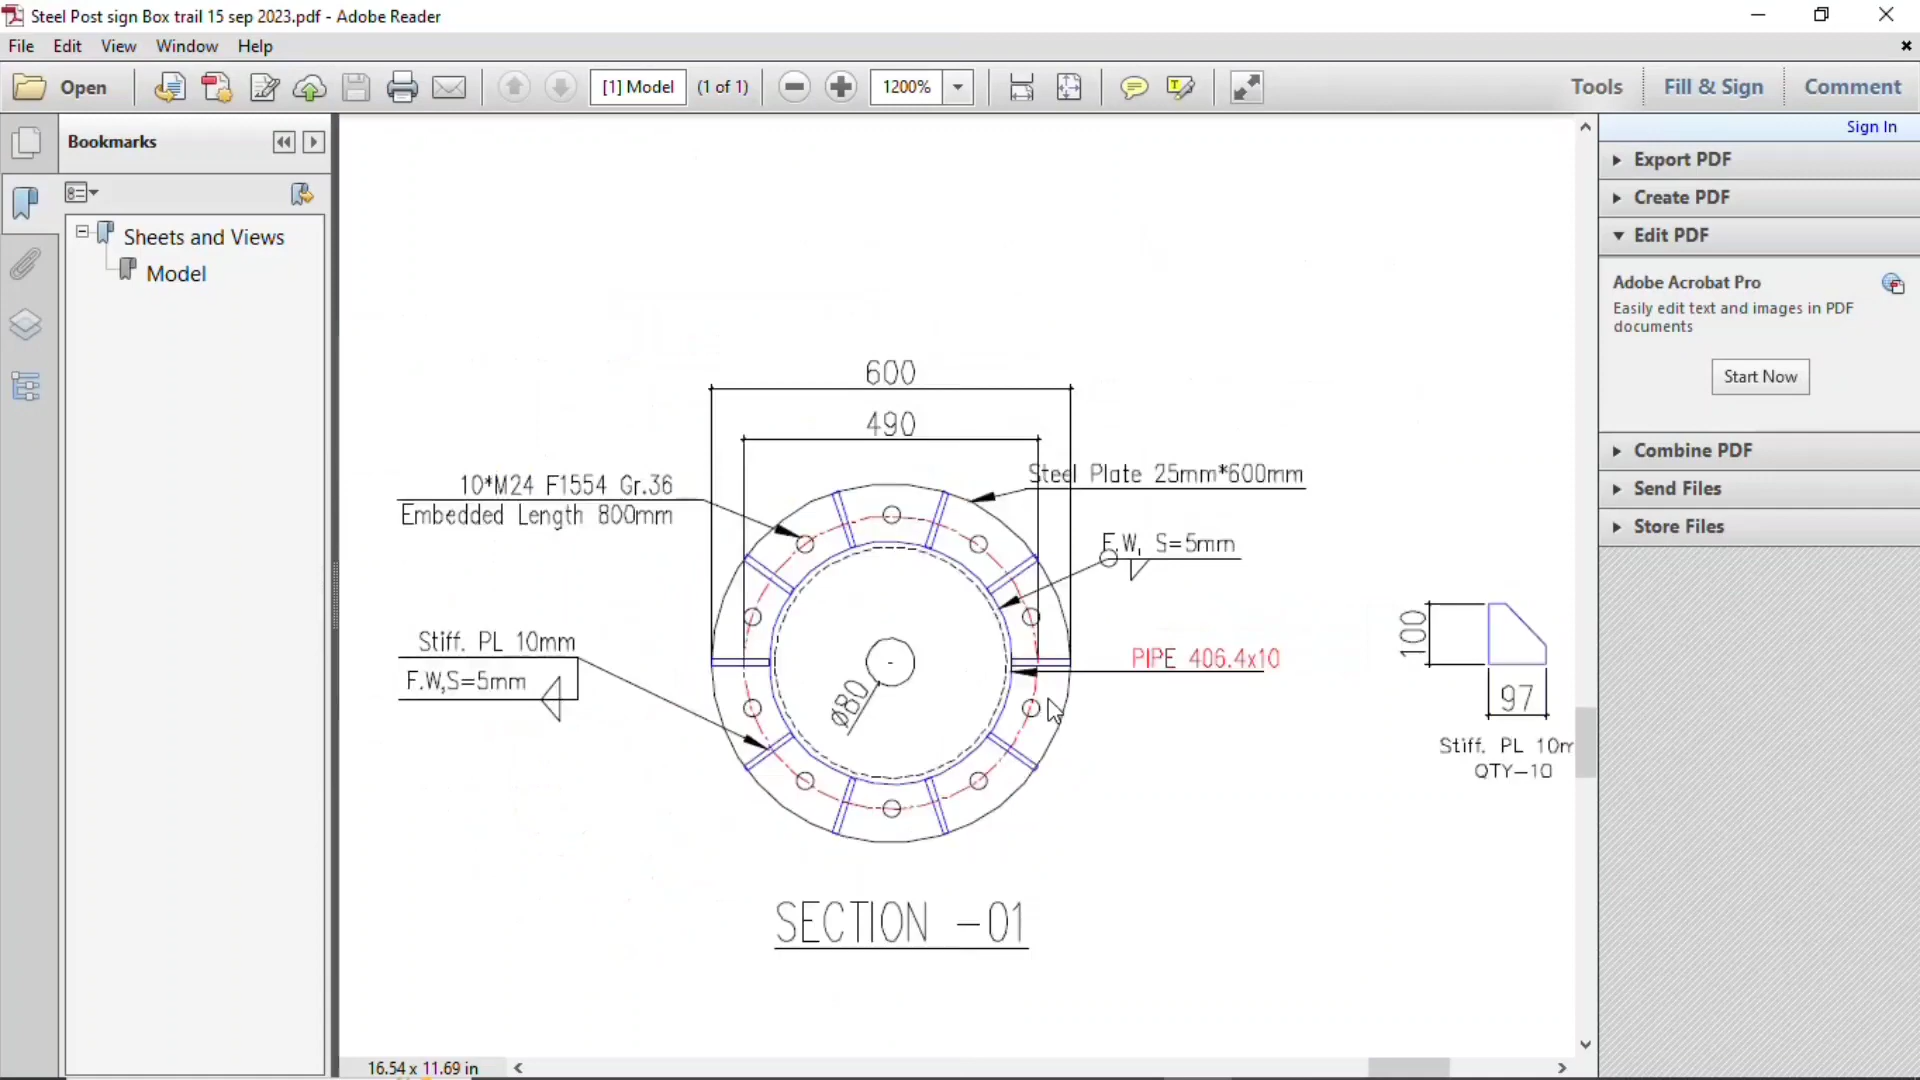 Steel Post sign Box trail 15 sep 2023.pdf - Adobe Reader
File Edit View Window Help
Open [1] Model (1 of 1) 1200% Tools Fill & Sign Comment
Bookmarks
Sheets and Views
Model
Sign In
Export PDF
Create PDF
Edit PDF
Adobe Acrobat Pro
Easily edit text and images in PDF
documents
Start Now
Combine PDF
Send Files
Store Files
600
490
10*M24 F1554 Gr.36
Embedded Length 800mm
Steel Plate 25mm*600mm
F.W, S=5mm
Stiff. PL 10mm
F.W,S=5mm
PIPE 406.4x10
Ø80
100
97
Stiff. PL 10m
QTY-10
SECTION -01
16.54 x 11.69 in